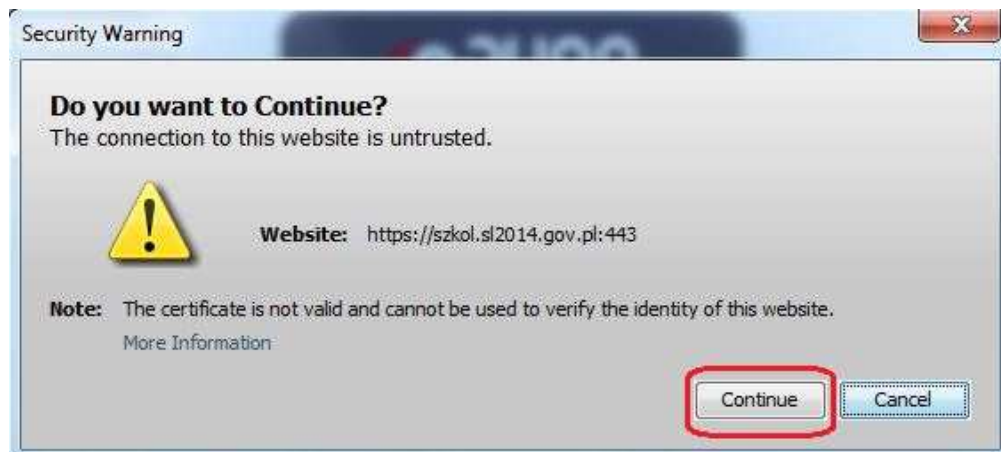 Security Warning
Do you want to Continue?
The connection to this website is untrusted.
Website: https://szkol.sl2014.gov.pl:443
Note: The certificate is not valid and cannot be used to verify the identity of this website.
More Information
Continue Cancel